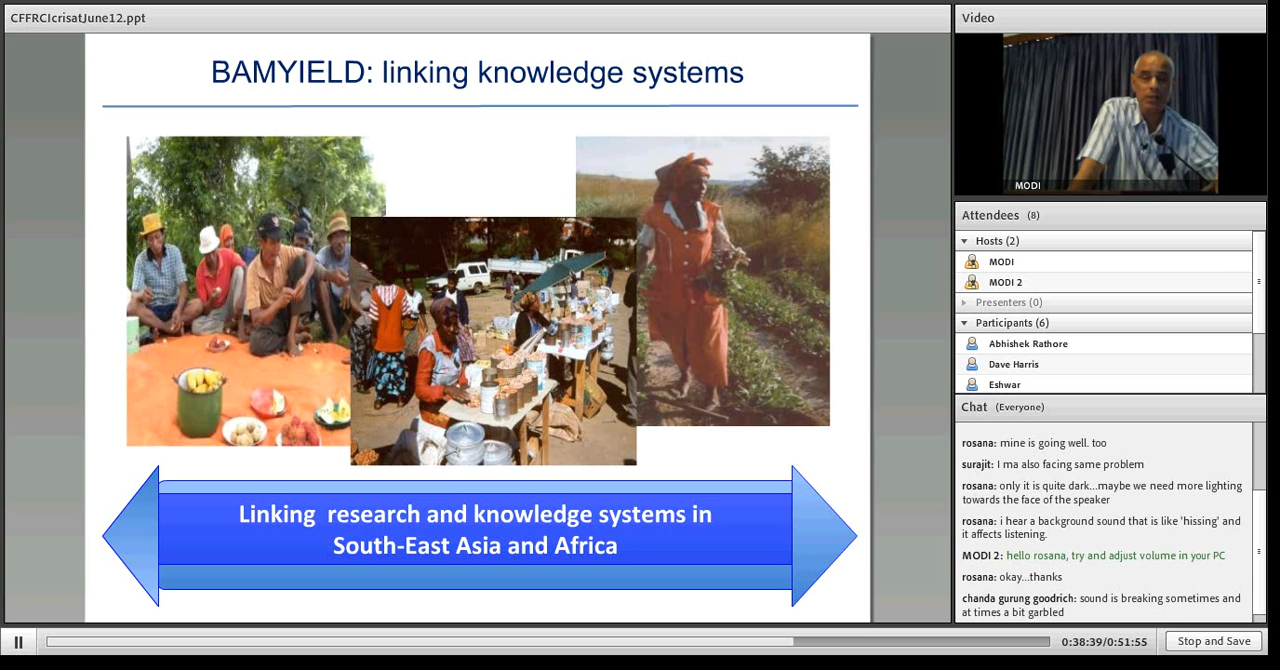 CFFRCIcrisatJune12.ppt
BAMYIELD: linking knowledge systems
Linking research and knowledge systems in
South-East Asia and Africa
Video
MODI
Attendees (8)
Hosts (2)
MODI
MODI 2
Presenters (0)
Participants (6)
Abhishek Rathore
Dave Harris
Eshwar
Chat (Everyone)
rosana: mine is going well. too
surajit: I ma also facing same problem
rosana: only it is quite dark...maybe we need more lighting
towards the face of the speaker
rosana: i hear a background sound that is like 'hissing' and
it affects listening.
MODI 2: hello rosana, try and adjust volume in your PC
rosana: okay...thanks
chanda gurung goodrich: sound is breaking sometimes and
at times a bit garbled
0:38:39/0:51:55
Stop and Save